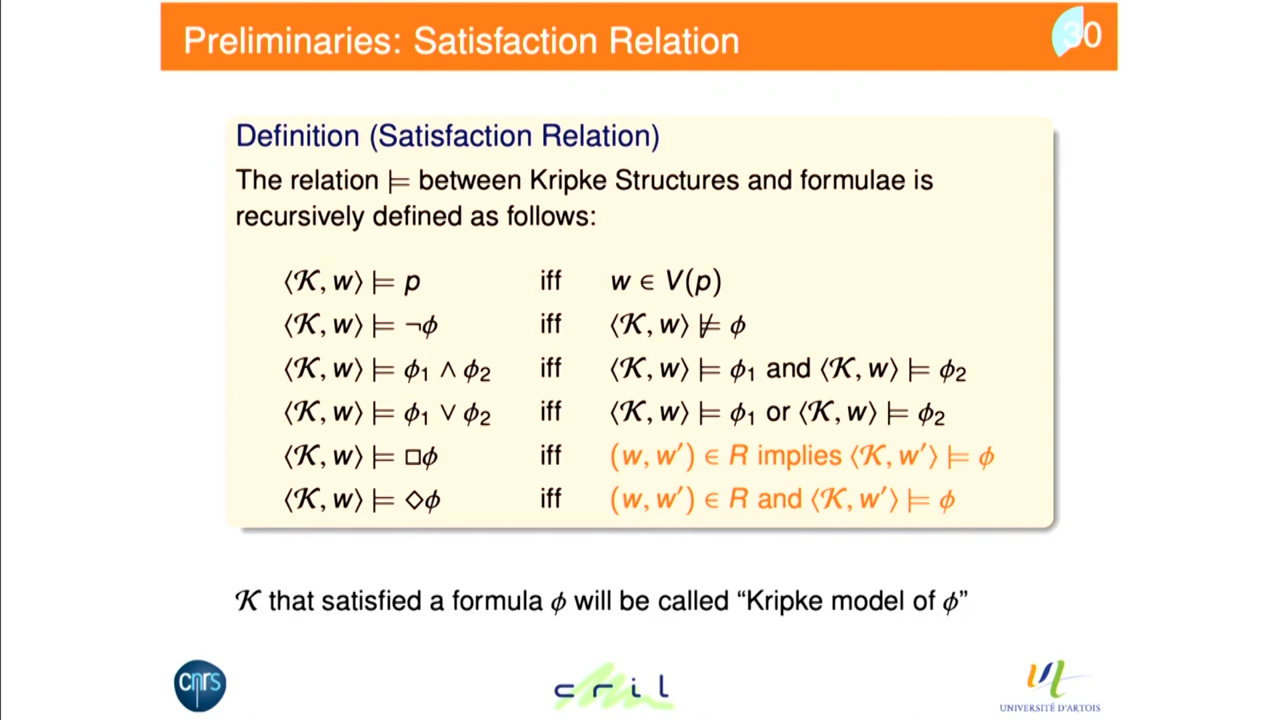 Preliminaries: Satisfaction Relation
30
Definition (Satisfaction Relation)
The relation ⊨ between Kripke Structures and formulae is
recursively defined as follows:
⟨𝒦, w⟩ ⊨ p iff w ∈ V(p)
⟨𝒦, w⟩ ⊨ ¬ϕ iff ⟨𝒦, w⟩ ⊭ ϕ
⟨𝒦, w⟩ ⊨ ϕ₁ ∧ ϕ₂ iff ⟨𝒦, w⟩ ⊨ ϕ₁ and ⟨𝒦, w⟩ ⊨ ϕ₂
⟨𝒦, w⟩ ⊨ ϕ₁ ∨ ϕ₂ iff ⟨𝒦, w⟩ ⊨ ϕ₁ or ⟨𝒦, w⟩ ⊨ ϕ₂
⟨𝒦, w⟩ ⊨ □ϕ iff (w, w′) ∈ R implies ⟨𝒦, w′⟩ ⊨ ϕ
⟨𝒦, w⟩ ⊨ ◇ϕ iff (w, w′) ∈ R and ⟨𝒦, w′⟩ ⊨ ϕ
𝒦 that satisfied a formula ϕ will be called “Kripke model of ϕ”
cnrs
cril
UNIVERSITÉ D'ARTOIS